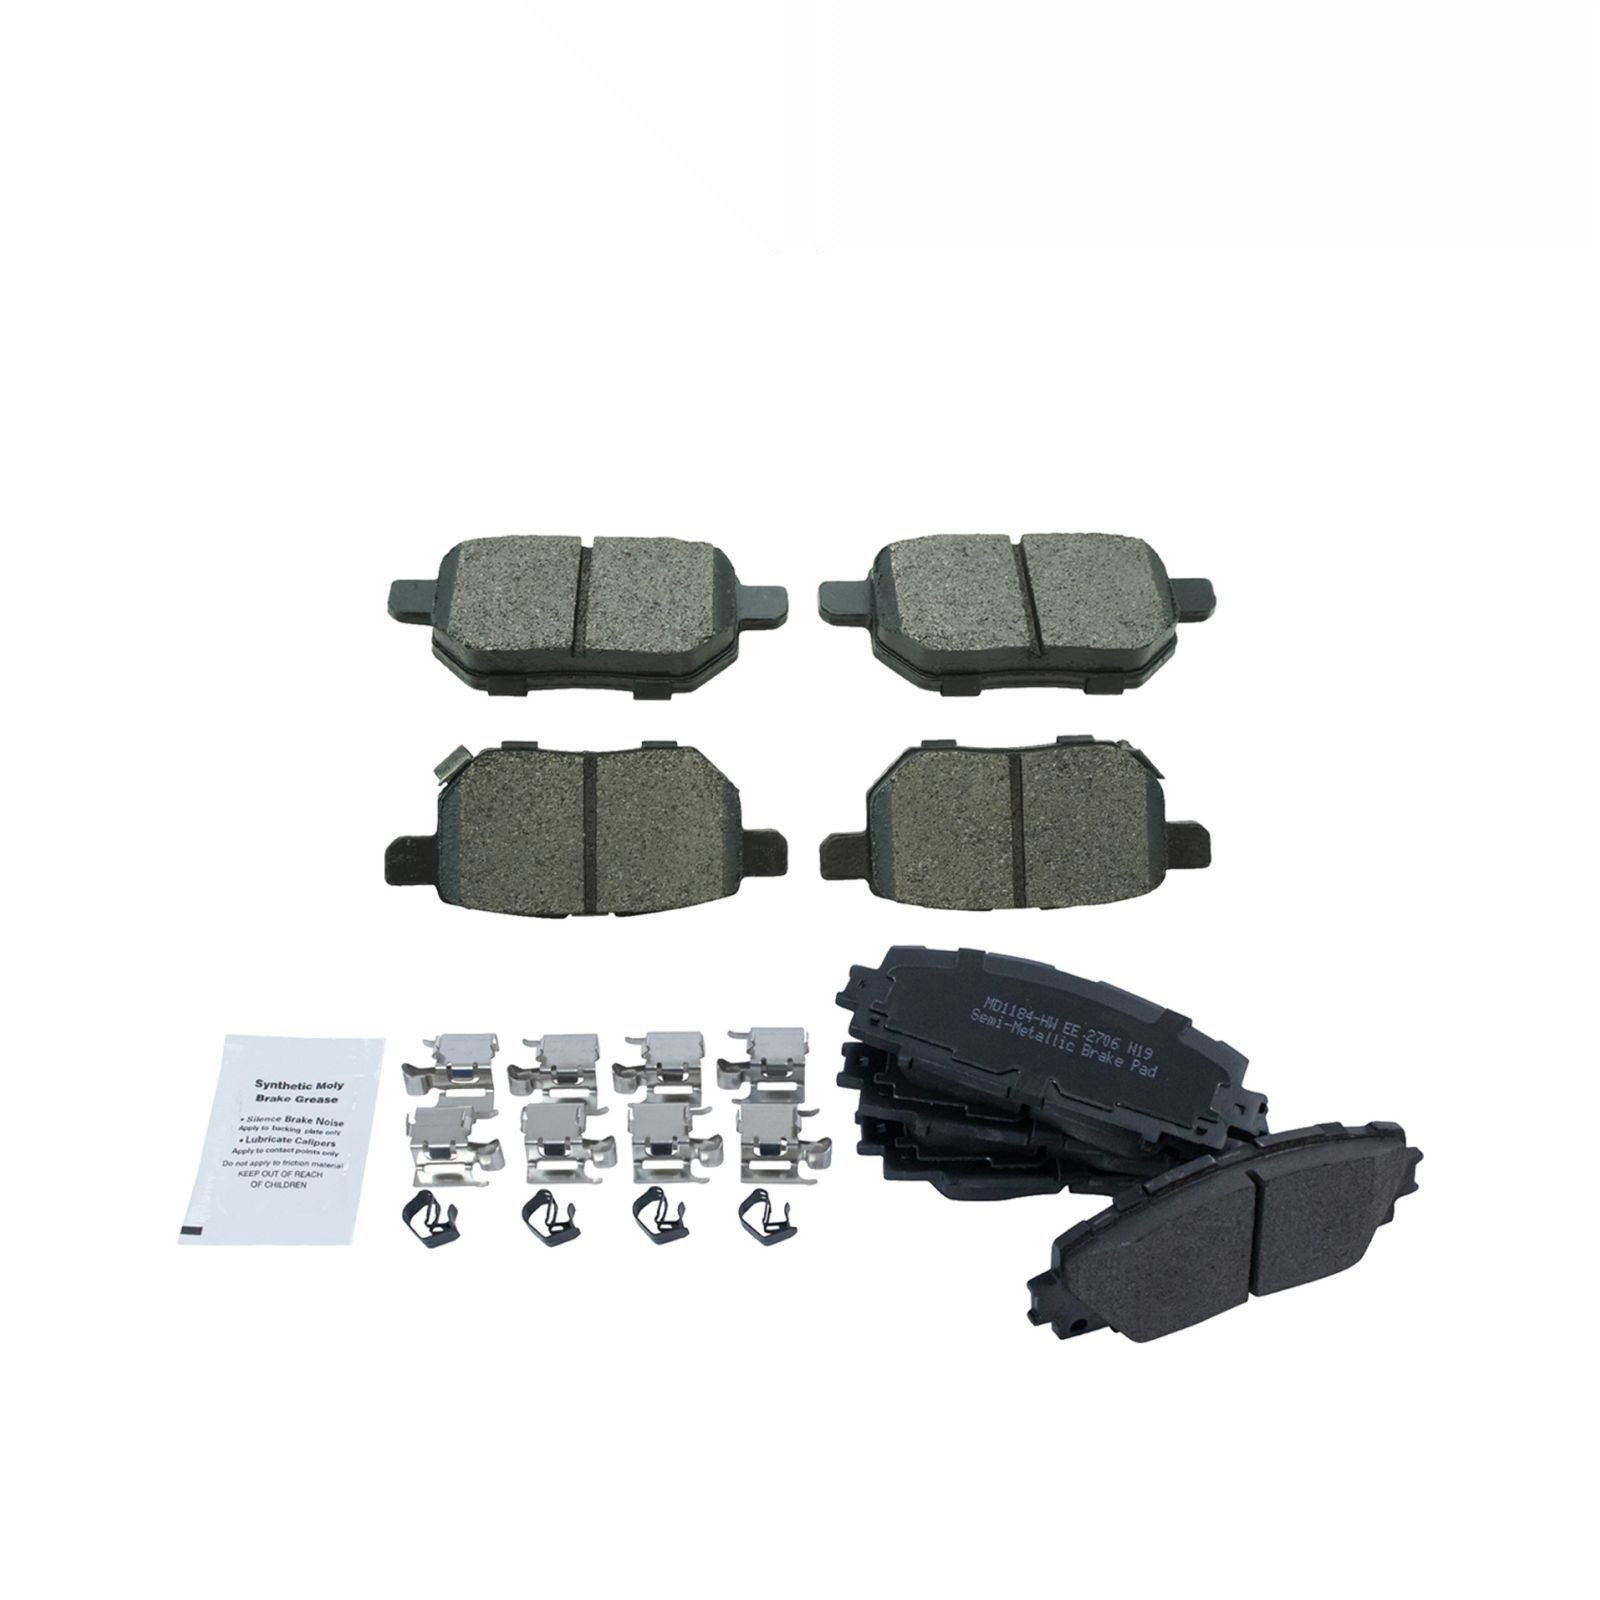 MD1184-HW EE 2706 N19
Semi-Metallic Brake Pad
Synthetic Moly
Brake Grease
• Silence Brake Noise
Apply to backing plate only
• Lubricate Calipers
Apply to contact points only
Do not apply to friction material
KEEP OUT OF REACH
OF CHILDREN